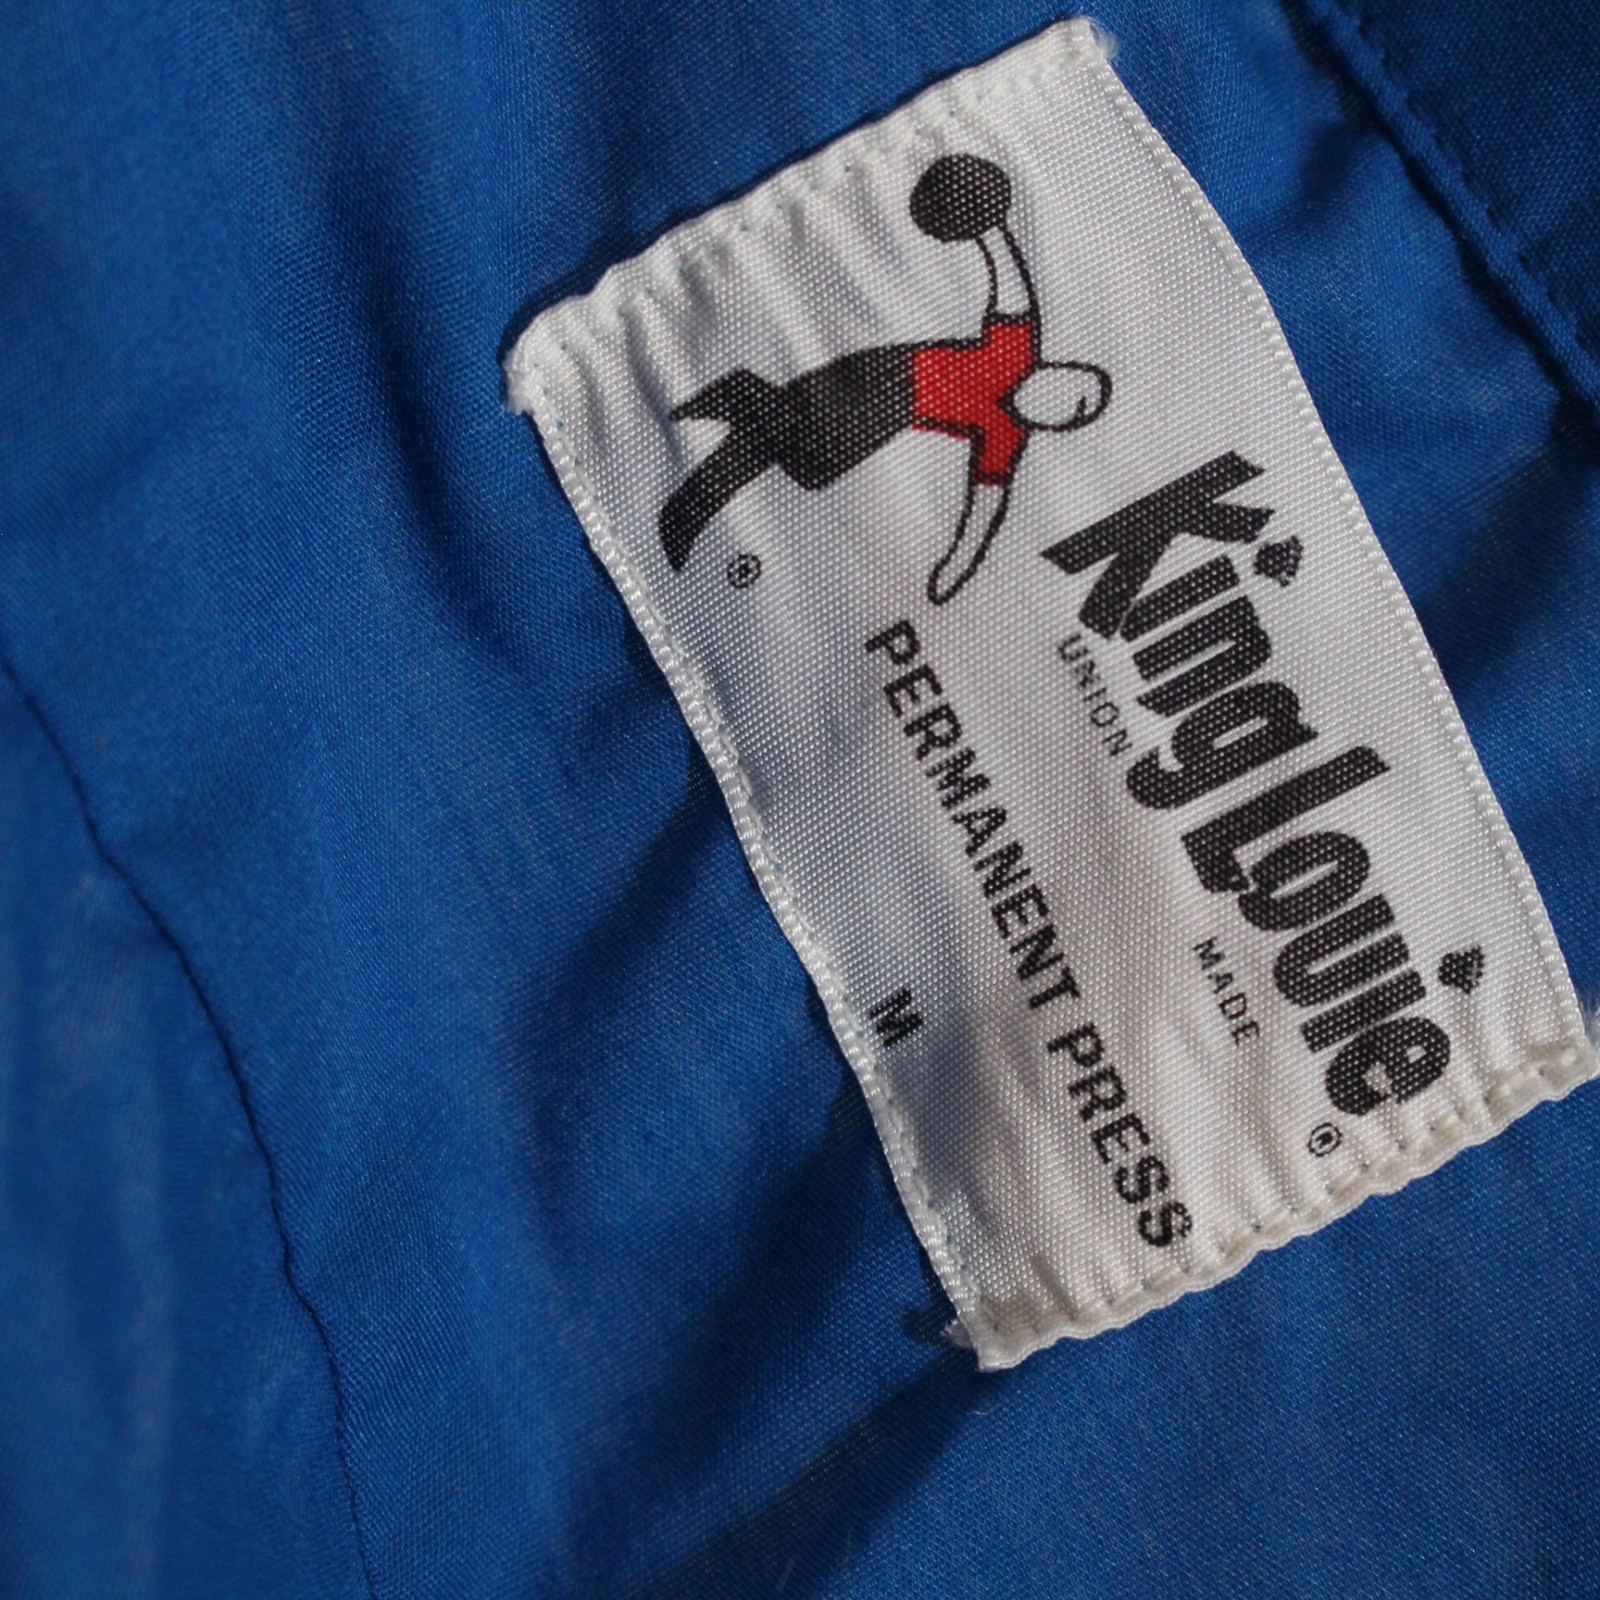 King Louie ®
UNION MADE
®
PERMANENT PRESS
M